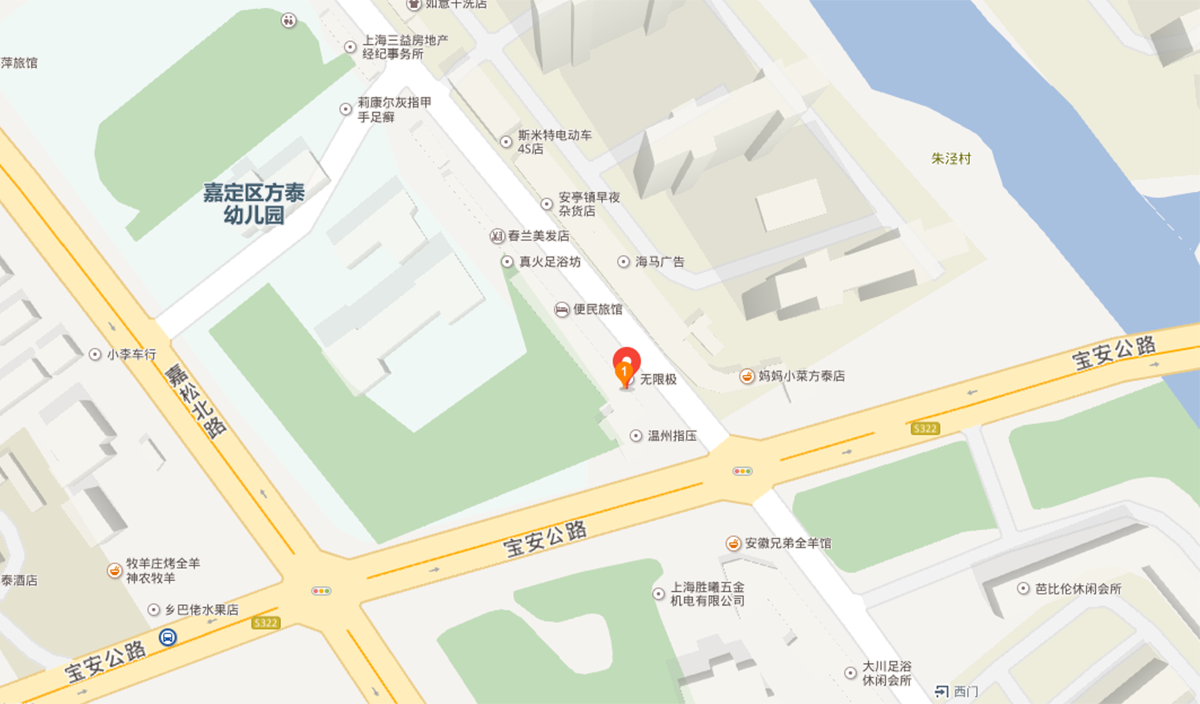 如意干洗店
上海三益房地产
经纪事务所
萍旅馆
莉康尔灰指甲
手足藓
斯米特电动车
4S店
朱泾村
嘉定区方泰
幼儿园
安亭镇早夜
杂货店
春兰美发店
真火足浴坊
海马广告
便民旅馆
小李车行
宝安公路
1
无限极
妈妈小菜方泰店
嘉松北路
S322
温州指压
宝安公路
安徽兄弟全羊馆
牧羊庄烤全羊
神农牧羊
泰酒店
上海胜曦五金
机电有限公司
芭比伦休闲会所
乡巴佬水果店
S322
宝安公路
大川足浴
休闲会所
西门